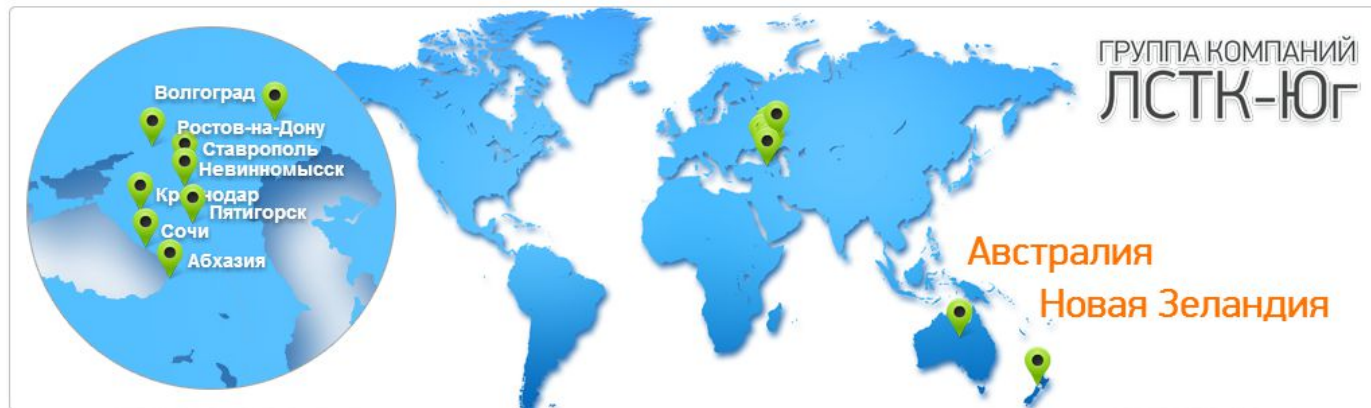 Волгоград
Ростов-на-Дону
Ставрополь
Невинномысск
Краснодар
Пятигорск
Сочи
Абхазия
ГРУППА КОМПАНИЙ
ЛСТК-Юг
Австралия
Новая Зеландия